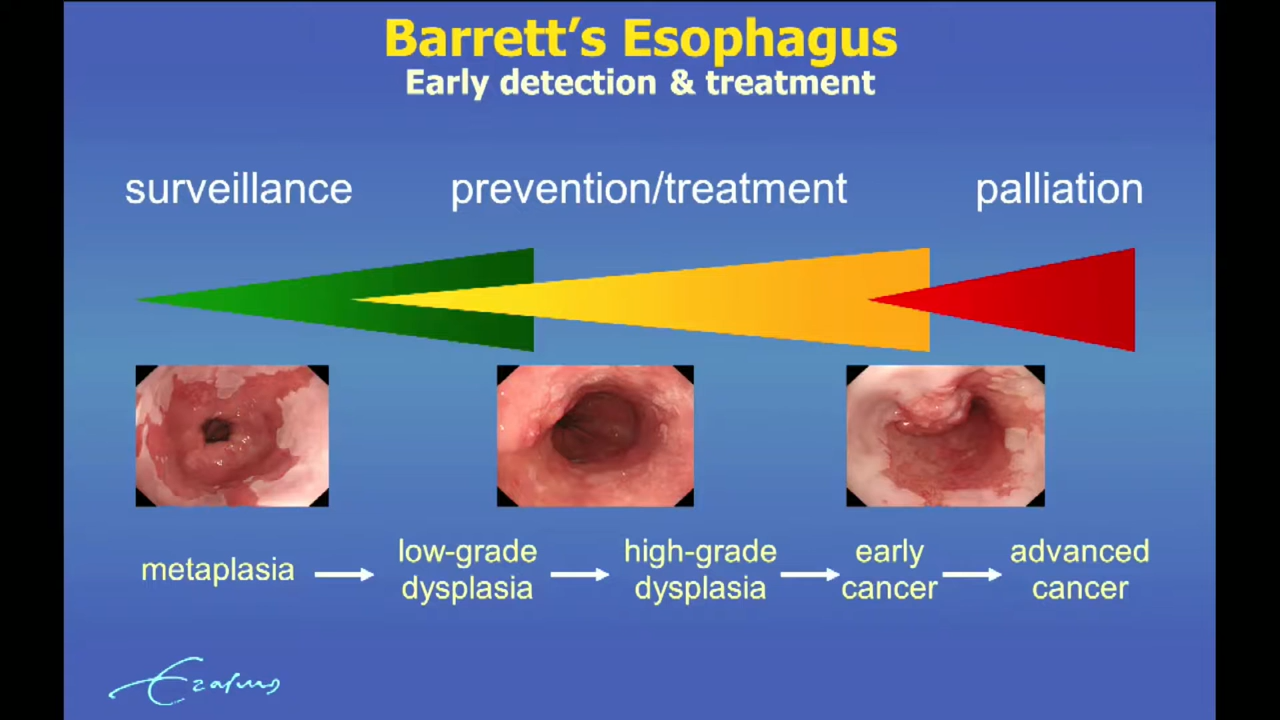 Barrett's Esophagus
Early detection & treatment
surveillance prevention/treatment palliation
metaplasia
low-grade
dysplasia
high-grade
dysplasia
early
cancer
advanced
cancer
Erasmus